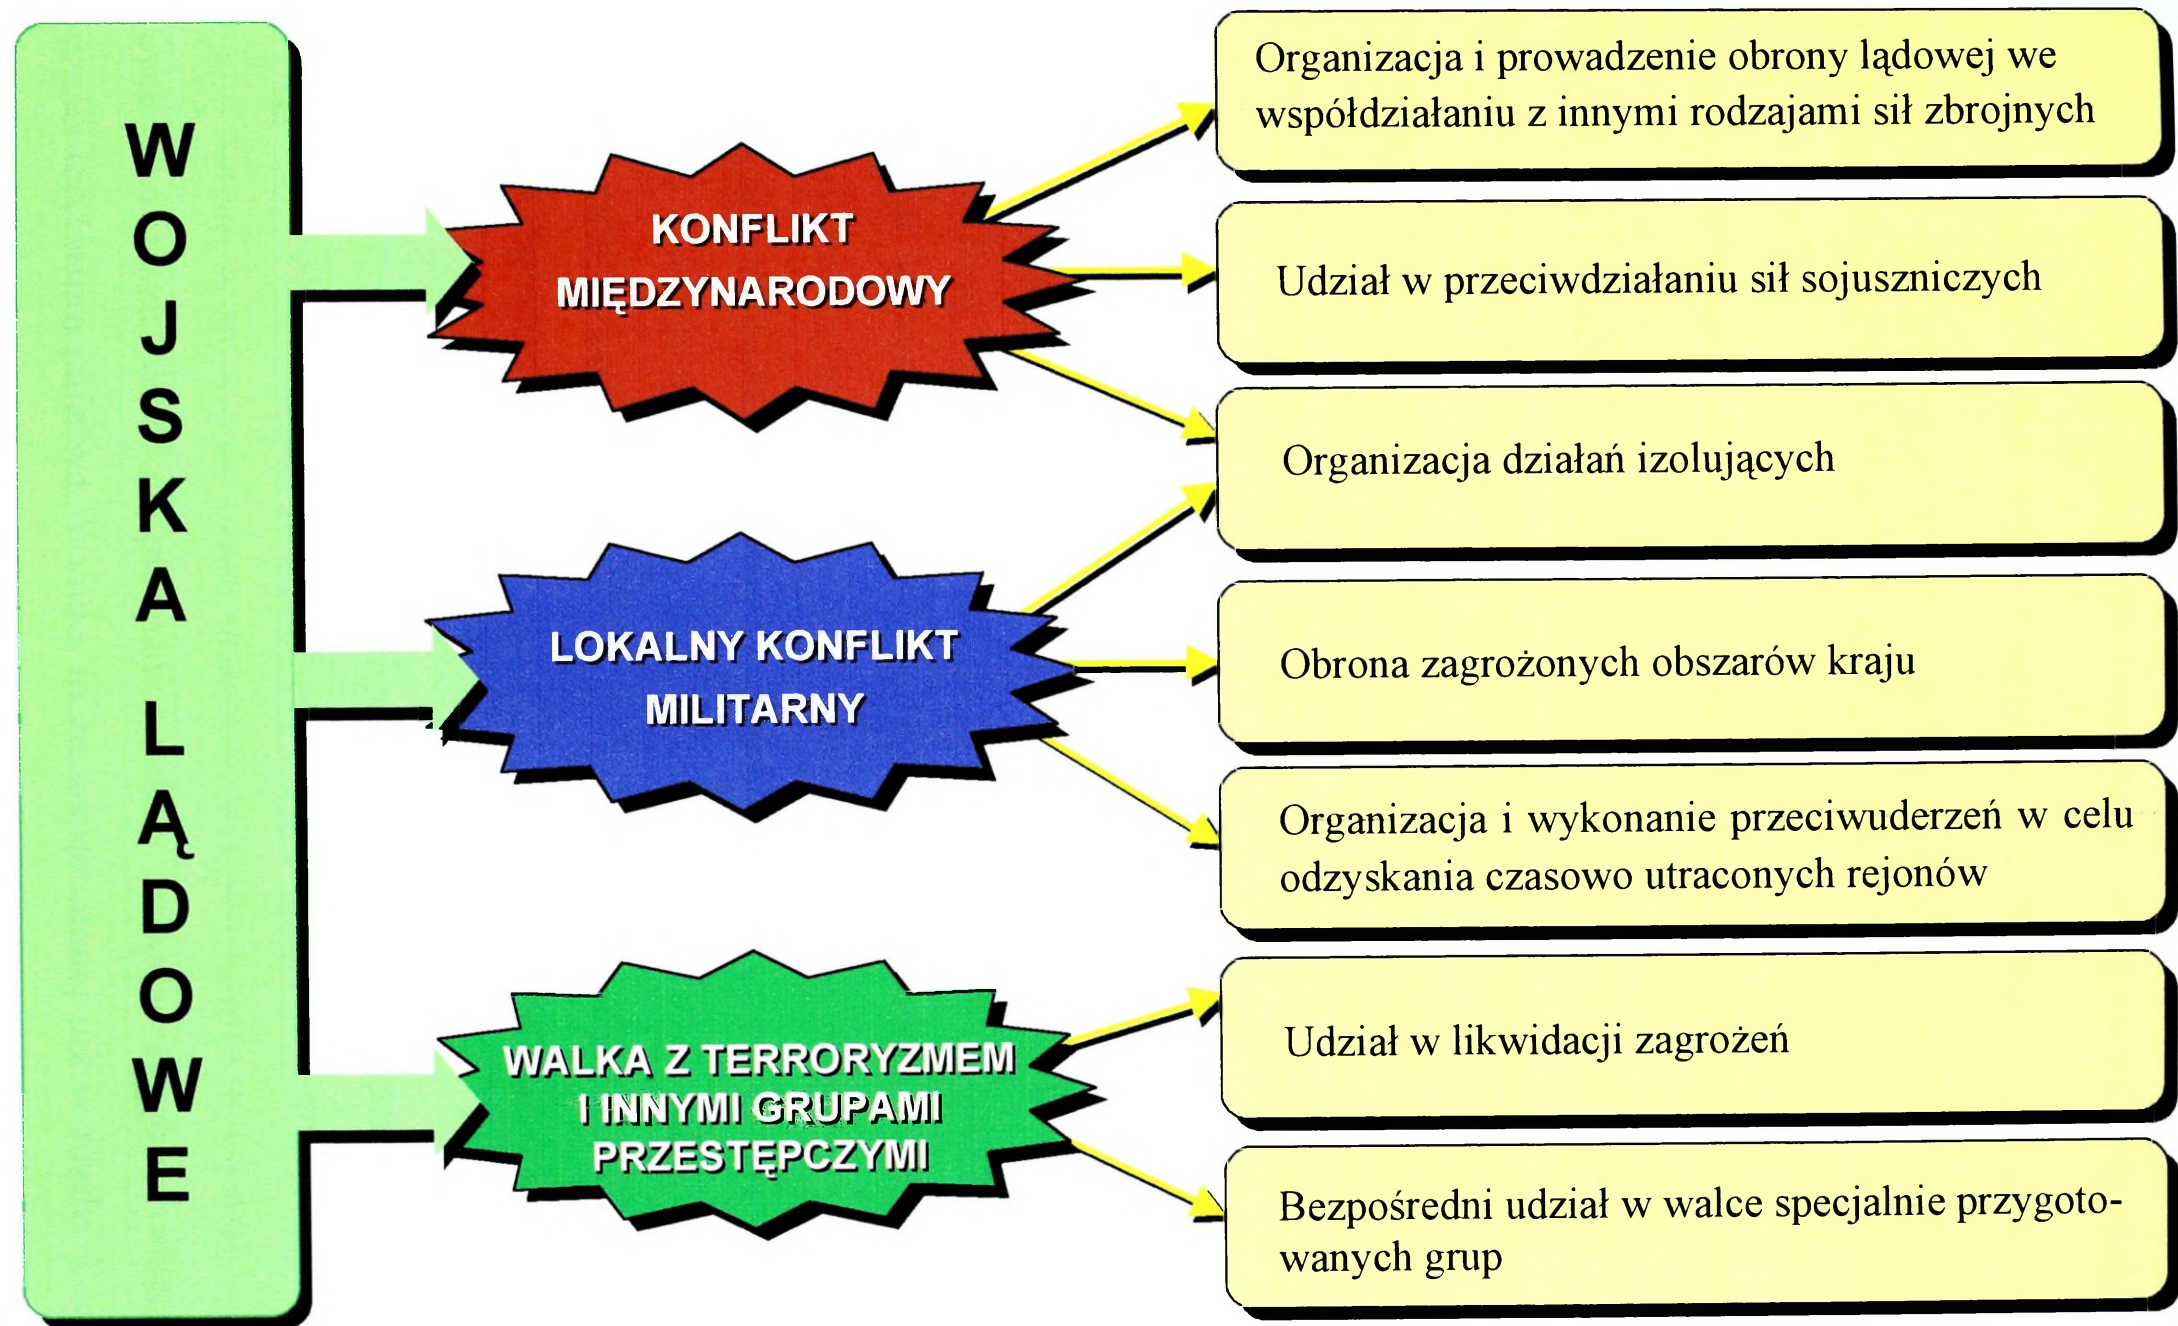 WOJSKA LĄDOWE
KONFLIKT
MIĘDZYNARODOWY
LOKALNY KONFLIKT
MILITARNY
WALKA Z TERRORYZMEM
I INNYMI GRUPAMI
PRZESTĘPCZYMI
Organizacja i prowadzenie obrony lądowej we
współdziałaniu z innymi rodzajami sił zbrojnych
Udział w przeciwdziałaniu sił sojuszniczych
Organizacja działań izolujących
Obrona zagrożonych obszarów kraju
Organizacja i wykonanie przeciwuderzeń w celu
odzyskania czasowo utraconych rejonów
Udział w likwidacji zagrożeń
Bezpośredni udział w walce specjalnie przygoto-
wanych grup